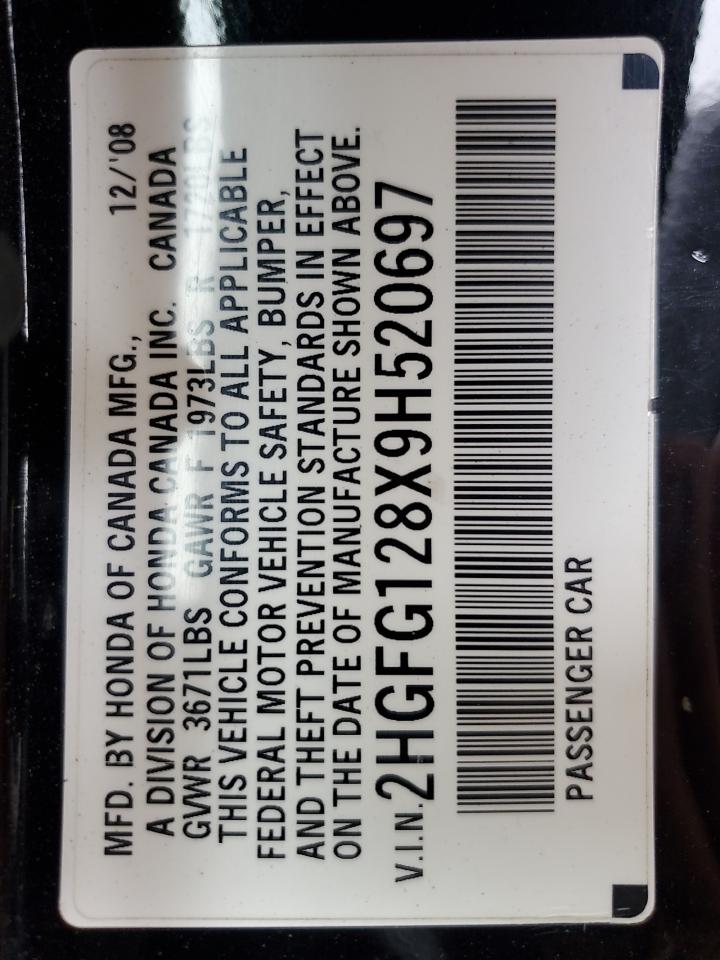 MFD. BY HONDA OF CANADA MFG., 12/'08
A DIVISION OF HONDA CANADA INC. CANADA
GVWR 3671LBS GAWR F 1973LBS R 1720LBS
THIS VEHICLE CONFORMS TO ALL APPLICABLE
FEDERAL MOTOR VEHICLE SAFETY, BUMPER,
AND THEFT PREVENTION STANDARDS IN EFFECT
ON THE DATE OF MANUFACTURE SHOWN ABOVE.
V.I.N. 2HGFG128X9H520697
PASSENGER CAR